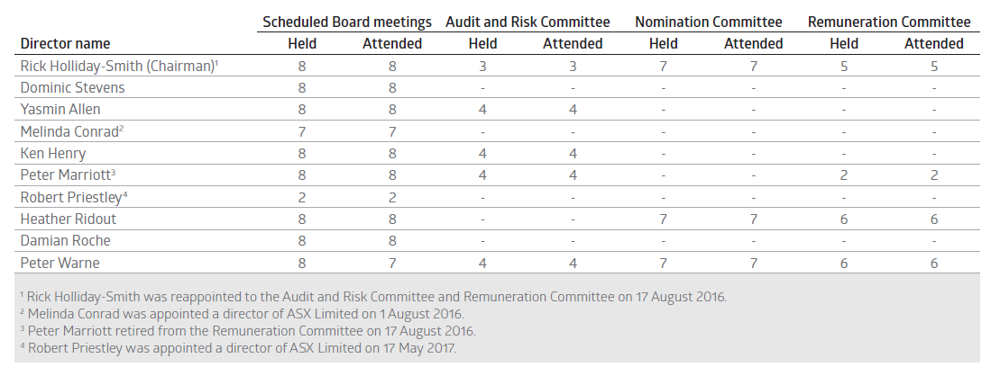 Scheduled Board meetings Audit and Risk Committee Nomination Committee Remuneration Committee
Director name Held Attended Held Attended Held Attended Held Attended
Rick Holliday-Smith (Chairman)¹ 8 8 3 3 7 7 5 5
Dominic Stevens 8 8 - - - - - -
Yasmin Allen 8 8 4 4 - - - -
Melinda Conrad² 7 7 - - - - - -
Ken Henry 8 8 4 4 - - - -
Peter Marriott³ 8 8 4 4 - - 2 2
Robert Priestley⁴ 2 2 - - - - - -
Heather Ridout 8 8 - - 7 7 6 6
Damian Roche 8 8 - - - - - -
Peter Warne 8 7 4 4 7 7 6 6
¹ Rick Holliday-Smith was reappointed to the Audit and Risk Committee and Remuneration Committee on 17 August 2016.
² Melinda Conrad was appointed a director of ASX Limited on 1 August 2016.
³ Peter Marriott retired from the Remuneration Committee on 17 August 2016.
⁴ Robert Priestley was appointed a director of ASX Limited on 17 May 2017.